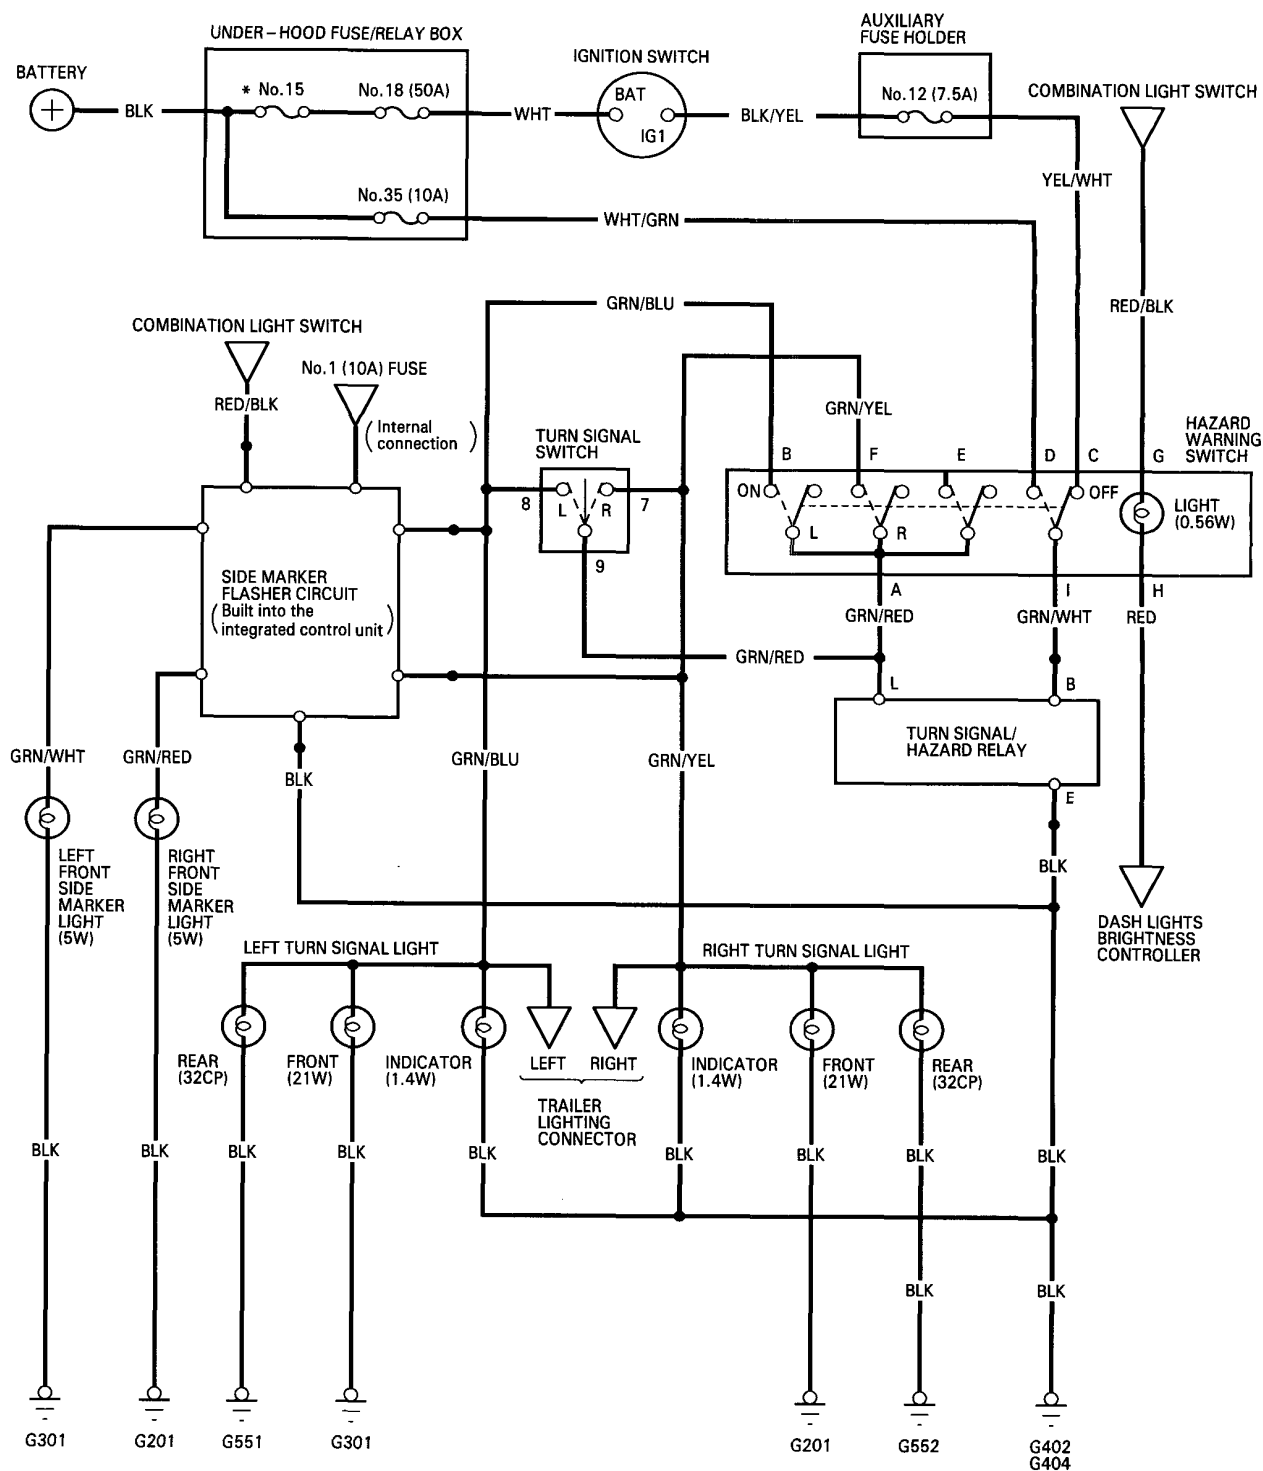 UNDER-HOOD FUSE/RELAY BOX
AUXILIARY
FUSE HOLDER
BATTERY
IGNITION SWITCH
COMBINATION LIGHT SWITCH
* No.15
No.18 (50A)
BAT
IG1
No.12 (7.5A)
BLK
WHT
BLK/YEL
YEL/WHT
No.35 (10A)
WHT/GRN
GRN/BLU
RED/BLK
COMBINATION LIGHT SWITCH
No.1 (10A) FUSE
RED/BLK
(Internal
connection)
GRN/YEL
TURN SIGNAL
SWITCH
HAZARD
WARNING
SWITCH
B
F
E
D
C
G
8
L
R
7
9
ON
OFF
L
R
LIGHT
(0.56W)
A
I
H
SIDE MARKER
FLASHER CIRCUIT
(Built into the
integrated control unit)
GRN/RED
GRN/WHT
RED
GRN/RED
L
B
TURN SIGNAL/
HAZARD RELAY
E
GRN/WHT
GRN/RED
BLK
GRN/BLU
GRN/YEL
BLK
LEFT
FRONT
SIDE
MARKER
LIGHT
(5W)
RIGHT
FRONT
SIDE
MARKER
LIGHT
(5W)
DASH LIGHTS
BRIGHTNESS
CONTROLLER
LEFT TURN SIGNAL LIGHT
RIGHT TURN SIGNAL LIGHT
REAR
(32CP)
FRONT
(21W)
INDICATOR
(1.4W)
LEFT
RIGHT
INDICATOR
(1.4W)
FRONT
(21W)
REAR
(32CP)
TRAILER
LIGHTING
CONNECTOR
BLK
BLK
BLK
BLK
BLK
BLK
BLK
BLK
BLK
BLK
BLK
G301
G201
G551
G301
G201
G552
G402
G404